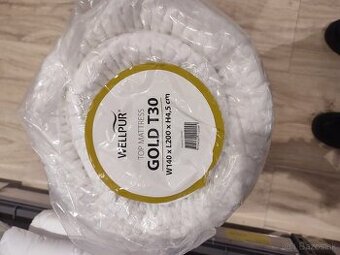 WELLPUR®
TOP MATTRESS
GOLD T30
W140 x L200 x H4,5 cm